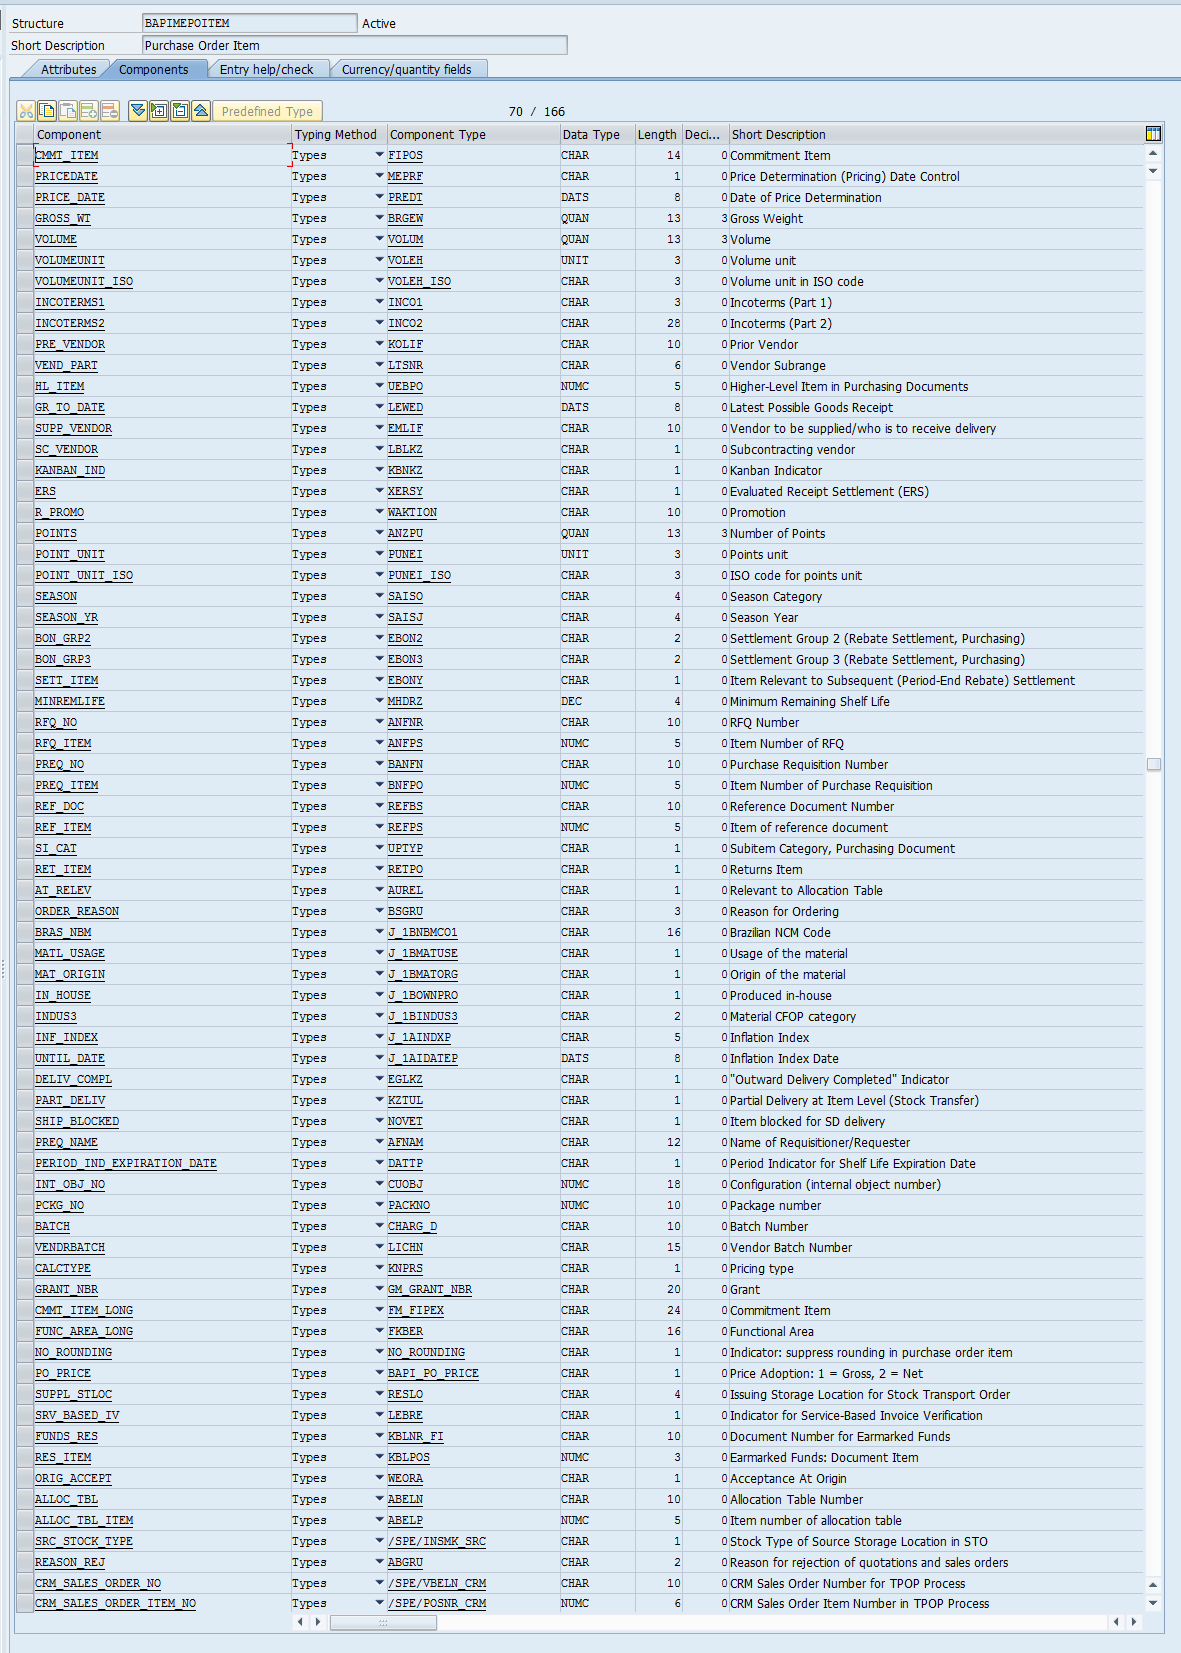 Structure BAPIMEPOITEM Active
Short Description Purchase Order Item
Attributes Components Entry help/check Currency/quantity fields
Predefined Type 70 / 166
Component Typing Method Component Type Data Type Length Deci... Short Description
CMMT_ITEM Types FIPOS CHAR 14 0 Commitment Item
PRICEDATE Types MEPRF CHAR 1 0 Price Determination (Pricing) Date Control
PRICE_DATE Types PREDT DATS 8 0 Date of Price Determination
GROSS_WT Types BRGEW QUAN 13 3 Gross Weight
VOLUME Types VOLUM QUAN 13 3 Volume
VOLUMEUNIT Types VOLEH UNIT 3 0 Volume unit
VOLUMEUNIT_ISO Types VOLEH_ISO CHAR 3 0 Volume unit in ISO code
INCOTERMS1 Types INCO1 CHAR 3 0 Incoterms (Part 1)
INCOTERMS2 Types INCO2 CHAR 28 0 Incoterms (Part 2)
PRE_VENDOR Types KOLIF CHAR 10 0 Prior Vendor
VEND_PART Types LTSNR CHAR 6 0 Vendor Subrange
HL_ITEM Types UEBPO NUMC 5 0 Higher-Level Item in Purchasing Documents
GR_TO_DATE Types LEWED DATS 8 0 Latest Possible Goods Receipt
SUPP_VENDOR Types EMLIF CHAR 10 0 Vendor to be supplied/who is to receive delivery
SC_VENDOR Types LBLKZ CHAR 1 0 Subcontracting vendor
KANBAN_IND Types KBNKZ CHAR 1 0 Kanban Indicator
ERS Types XERSY CHAR 1 0 Evaluated Receipt Settlement (ERS)
R_PROMO Types WAKTION CHAR 10 0 Promotion
POINTS Types ANZPU QUAN 13 3 Number of Points
POINT_UNIT Types PUNEI UNIT 3 0 Points unit
POINT_UNIT_ISO Types PUNEI_ISO CHAR 3 0 ISO code for points unit
SEASON Types SAISO CHAR 4 0 Season Category
SEASON_YR Types SAISJ CHAR 4 0 Season Year
BON_GRP2 Types EBON2 CHAR 2 0 Settlement Group 2 (Rebate Settlement, Purchasing)
BON_GRP3 Types EBON3 CHAR 2 0 Settlement Group 3 (Rebate Settlement, Purchasing)
SETT_ITEM Types EBONY CHAR 1 0 Item Relevant to Subsequent (Period-End Rebate) Settlement
MINREMLIFE Types MHDRZ DEC 4 0 Minimum Remaining Shelf Life
RFQ_NO Types ANFNR CHAR 10 0 RFQ Number
RFQ_ITEM Types ANFPS NUMC 5 0 Item Number of RFQ
PREQ_NO Types BANFN CHAR 10 0 Purchase Requisition Number
PREQ_ITEM Types BNFPO NUMC 5 0 Item Number of Purchase Requisition
REF_DOC Types REFBS CHAR 10 0 Reference Document Number
REF_ITEM Types REFPS NUMC 5 0 Item of reference document
SI_CAT Types UPTYP CHAR 1 0 Subitem Category, Purchasing Document
RET_ITEM Types RETPO CHAR 1 0 Returns Item
AT_RELEV Types AUREL CHAR 1 0 Relevant to Allocation Table
ORDER_REASON Types BSGRU CHAR 3 0 Reason for Ordering
BRAS_NBM Types J_1BNBMCO1 CHAR 16 0 Brazilian NCM Code
MATL_USAGE Types J_1BMATUSE CHAR 1 0 Usage of the material
MAT_ORIGIN Types J_1BMATORG CHAR 1 0 Origin of the material
IN_HOUSE Types J_1BOWNPRO CHAR 1 0 Produced in-house
INDUS3 Types J_1BINDUS3 CHAR 2 0 Material CFOP category
INF_INDEX Types J_1AINDXP CHAR 5 0 Inflation Index
UNTIL_DATE Types J_1AIDATEP DATS 8 0 Inflation Index Date
DELIV_COMPL Types EGLKZ CHAR 1 0 "Outward Delivery Completed" Indicator
PART_DELIV Types KZTUL CHAR 1 0 Partial Delivery at Item Level (Stock Transfer)
SHIP_BLOCKED Types NOVET CHAR 1 0 Item blocked for SD delivery
PREQ_NAME Types AFNAM CHAR 12 0 Name of Requisitioner/Requester
PERIOD_IND_EXPIRATION_DATE Types DATTP CHAR 1 0 Period Indicator for Shelf Life Expiration Date
INT_OBJ_NO Types CUOBJ NUMC 18 0 Configuration (internal object number)
PCKG_NO Types PACKNO NUMC 10 0 Package number
BATCH Types CHARG_D CHAR 10 0 Batch Number
VENDRBATCH Types LICHN CHAR 15 0 Vendor Batch Number
CALCTYPE Types KNPRS CHAR 1 0 Pricing type
GRANT_NBR Types GM_GRANT_NBR CHAR 20 0 Grant
CMMT_ITEM_LONG Types FM_FIPEX CHAR 24 0 Commitment Item
FUNC_AREA_LONG Types FKBER CHAR 16 0 Functional Area
NO_ROUNDING Types NO_ROUNDING CHAR 1 0 Indicator: suppress rounding in purchase order item
PO_PRICE Types BAPI_PO_PRICE CHAR 1 0 Price Adoption: 1 = Gross, 2 = Net
SUPPL_STLOC Types RESLO CHAR 4 0 Issuing Storage Location for Stock Transport Order
SRV_BASED_IV Types LEBRE CHAR 1 0 Indicator for Service-Based Invoice Verification
FUNDS_RES Types KBLNR_FI CHAR 10 0 Document Number for Earmarked Funds
RES_ITEM Types KBLPOS NUMC 3 0 Earmarked Funds: Document Item
ORIG_ACCEPT Types WEORA CHAR 1 0 Acceptance At Origin
ALLOC_TBL Types ABELN CHAR 10 0 Allocation Table Number
ALLOC_TBL_ITEM Types ABELP NUMC 5 0 Item number of allocation table
SRC_STOCK_TYPE Types /SPE/INSMK_SRC CHAR 1 0 Stock Type of Source Storage Location in STO
REASON_REJ Types ABGRU CHAR 2 0 Reason for rejection of quotations and sales orders
CRM_SALES_ORDER_NO Types /SPE/VBELN_CRM CHAR 10 0 CRM Sales Order Number for TPOP Process
CRM_SALES_ORDER_ITEM_NO Types /SPE/POSNR_CRM NUMC 6 0 CRM Sales Order Item Number in TPOP Process